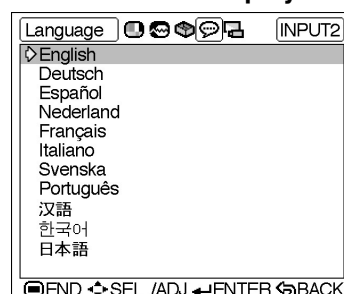 Language INPUT2
English
Deutsch
Español
Nederland
Français
Italiano
Svenska
Português
汉語
한국어
日本語
END SEL./ADJ. ENTER BACK